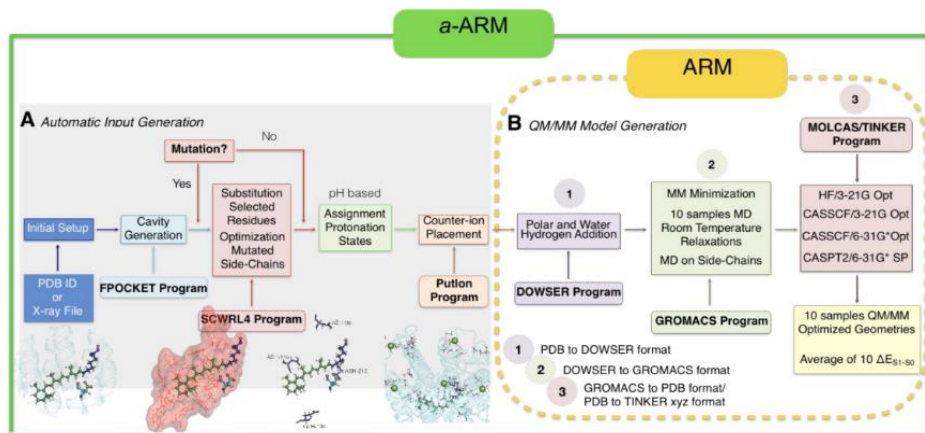 a-ARM
ARM
A Automatic Input Generation
Mutation?
No
Yes
Initial Setup
PDB ID
or
X-ray File
Cavity
Generation
FPOCKET Program
Substitution
Selected
Residues
Optimization
Mutated
Side-Chains
SCWRL4 Program
pH based
Assignment
Protonation
States
Counter-ion
Placement
PutIon
Program
B QM/MM Model Generation
1
Polar and Water
Hydrogen Addition
DOWSER Program
2
MM Minimization
10 samples MD
Room Temperature
Relaxations
MD on Side-Chains
GROMACS Program
3
MOLCAS/TINKER
Program
HF/3-21G Opt
CASSCF/3-21G Opt
CASSCF/6-31G*Opt
CASPT2/6-31G* SP
10 samples QM/MM
Optimized Geometries
Average of 10 ΔES1-S0
1 PDB to DOWSER format
2 DOWSER to GROMACS format
3 GROMACS to PDB format/
PDB to TINKER xyz format